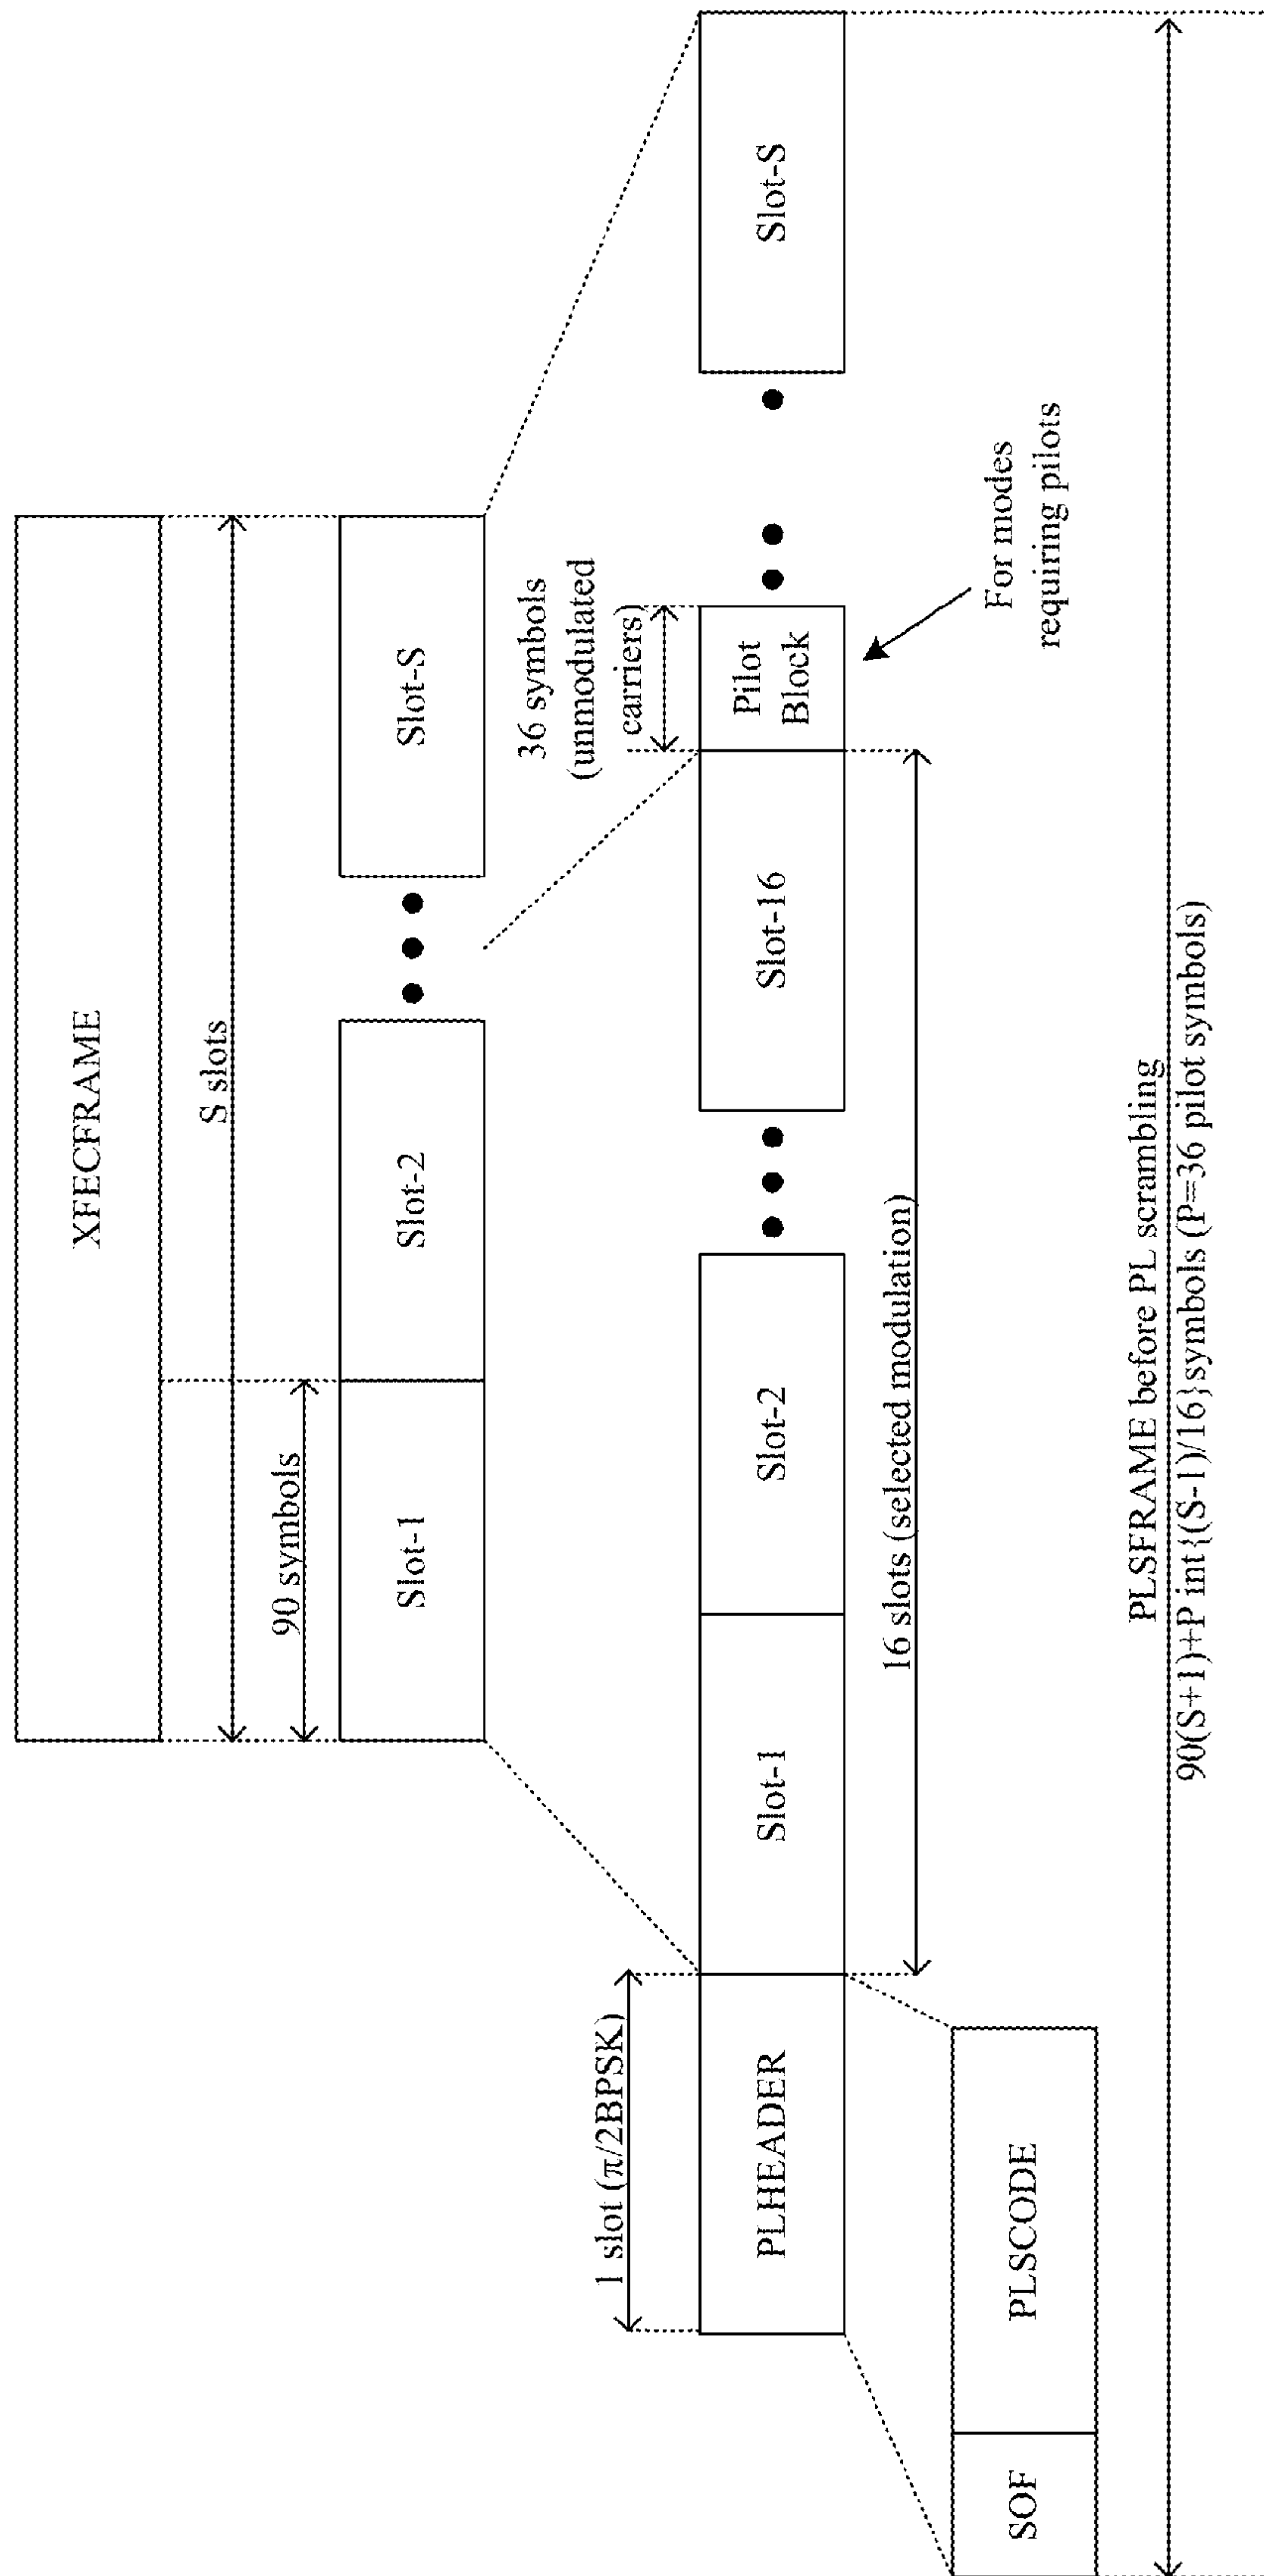 XFECFRAME
S slots
90 symbols
Slot-1
Slot-2
Slot-S
36 symbols
(unmodulated
carriers)
1 slot (π/2BPSK)
PLHEADER
Slot-1
Slot-2
Slot-16
Pilot
Block
Slot-S
16 slots (selected modulation)
For modes
requiring pilots
SOF
PLSCODE
PLSFRAME before PL scrambling
90(S+1)+P int{(S-1)/16}symbols (P=36 pilot symbols)